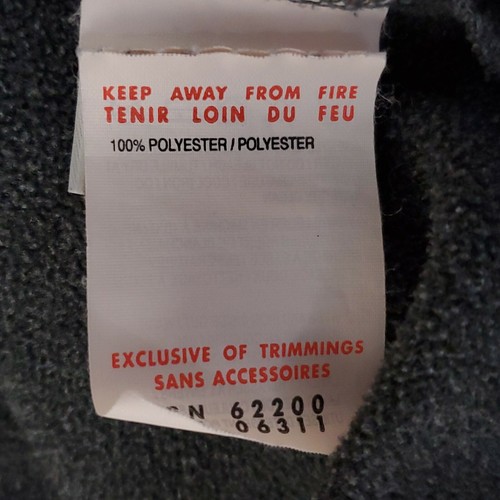 KEEP AWAY FROM FIRE
TENIR LOIN DU FEU
100% POLYESTER / POLYESTER
EXCLUSIVE OF TRIMMINGS
SANS ACCESSOIRES
N 62200
06311